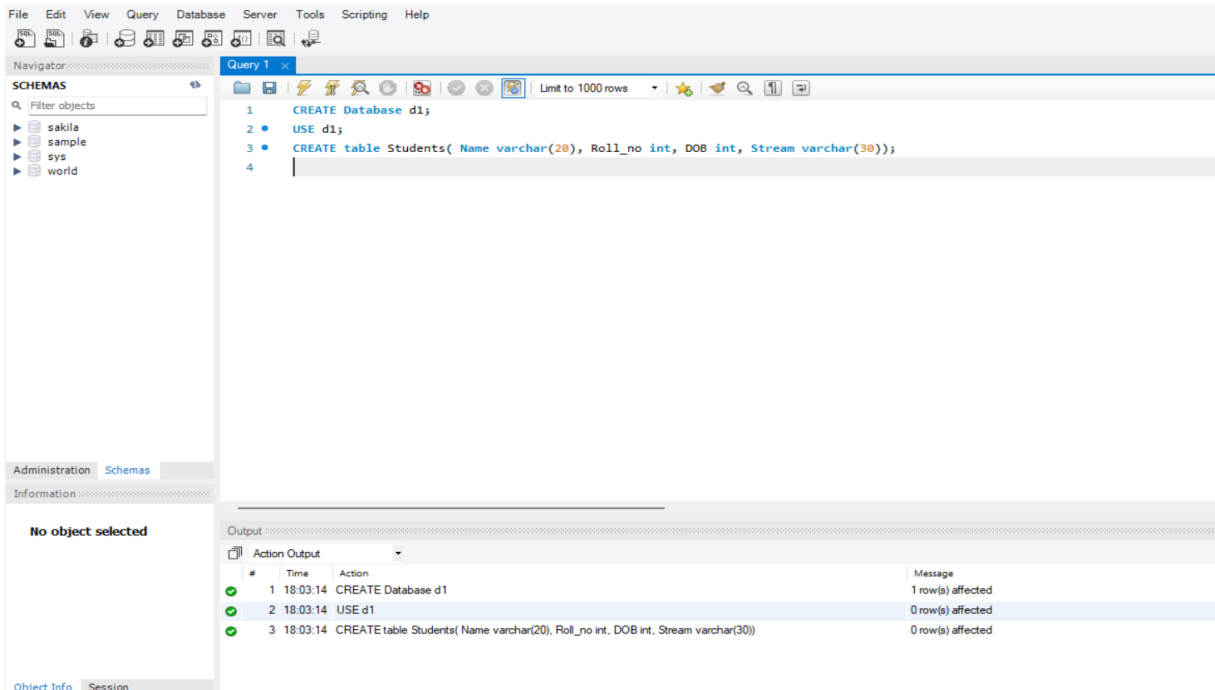 File Edit View Query Database Server Tools Scripting Help
Navigator
SCHEMAS
Filter objects
sakila
sample
sys
world
Administration Schemas
Information
No object selected
Object Info Session
Query 1
Limit to 1000 rows
1 CREATE Database d1;
2 USE d1;
3 CREATE table Students( Name varchar(20), Roll_no int, DOB int, Stream varchar(30));
4
Output
Action Output
# Time Action Message
1 18:03:14 CREATE Database d1 1 row(s) affected
2 18:03:14 USE d1 0 row(s) affected
3 18:03:14 CREATE table Students( Name varchar(20), Roll_no int, DOB int, Stream varchar(30)) 0 row(s) affected